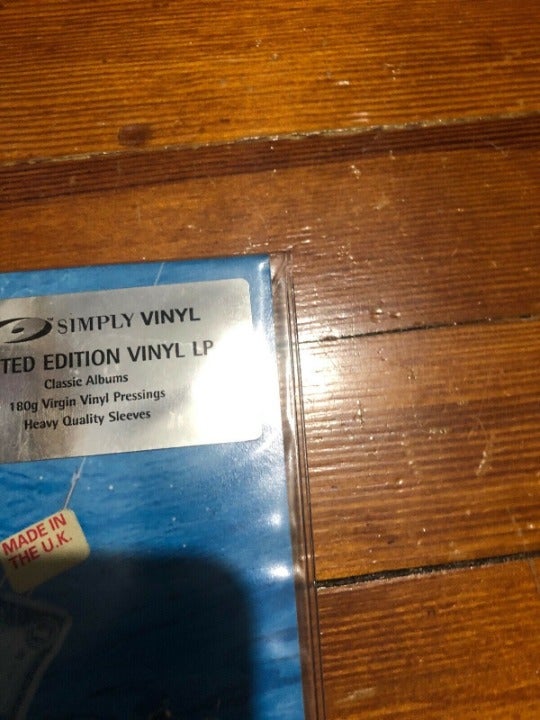 SIMPLY VINYL
TED EDITION VINYL LP
Classic Albums
180g Virgin Vinyl Pressings
Heavy Quality Sleeves
MADE IN
THE U.K.